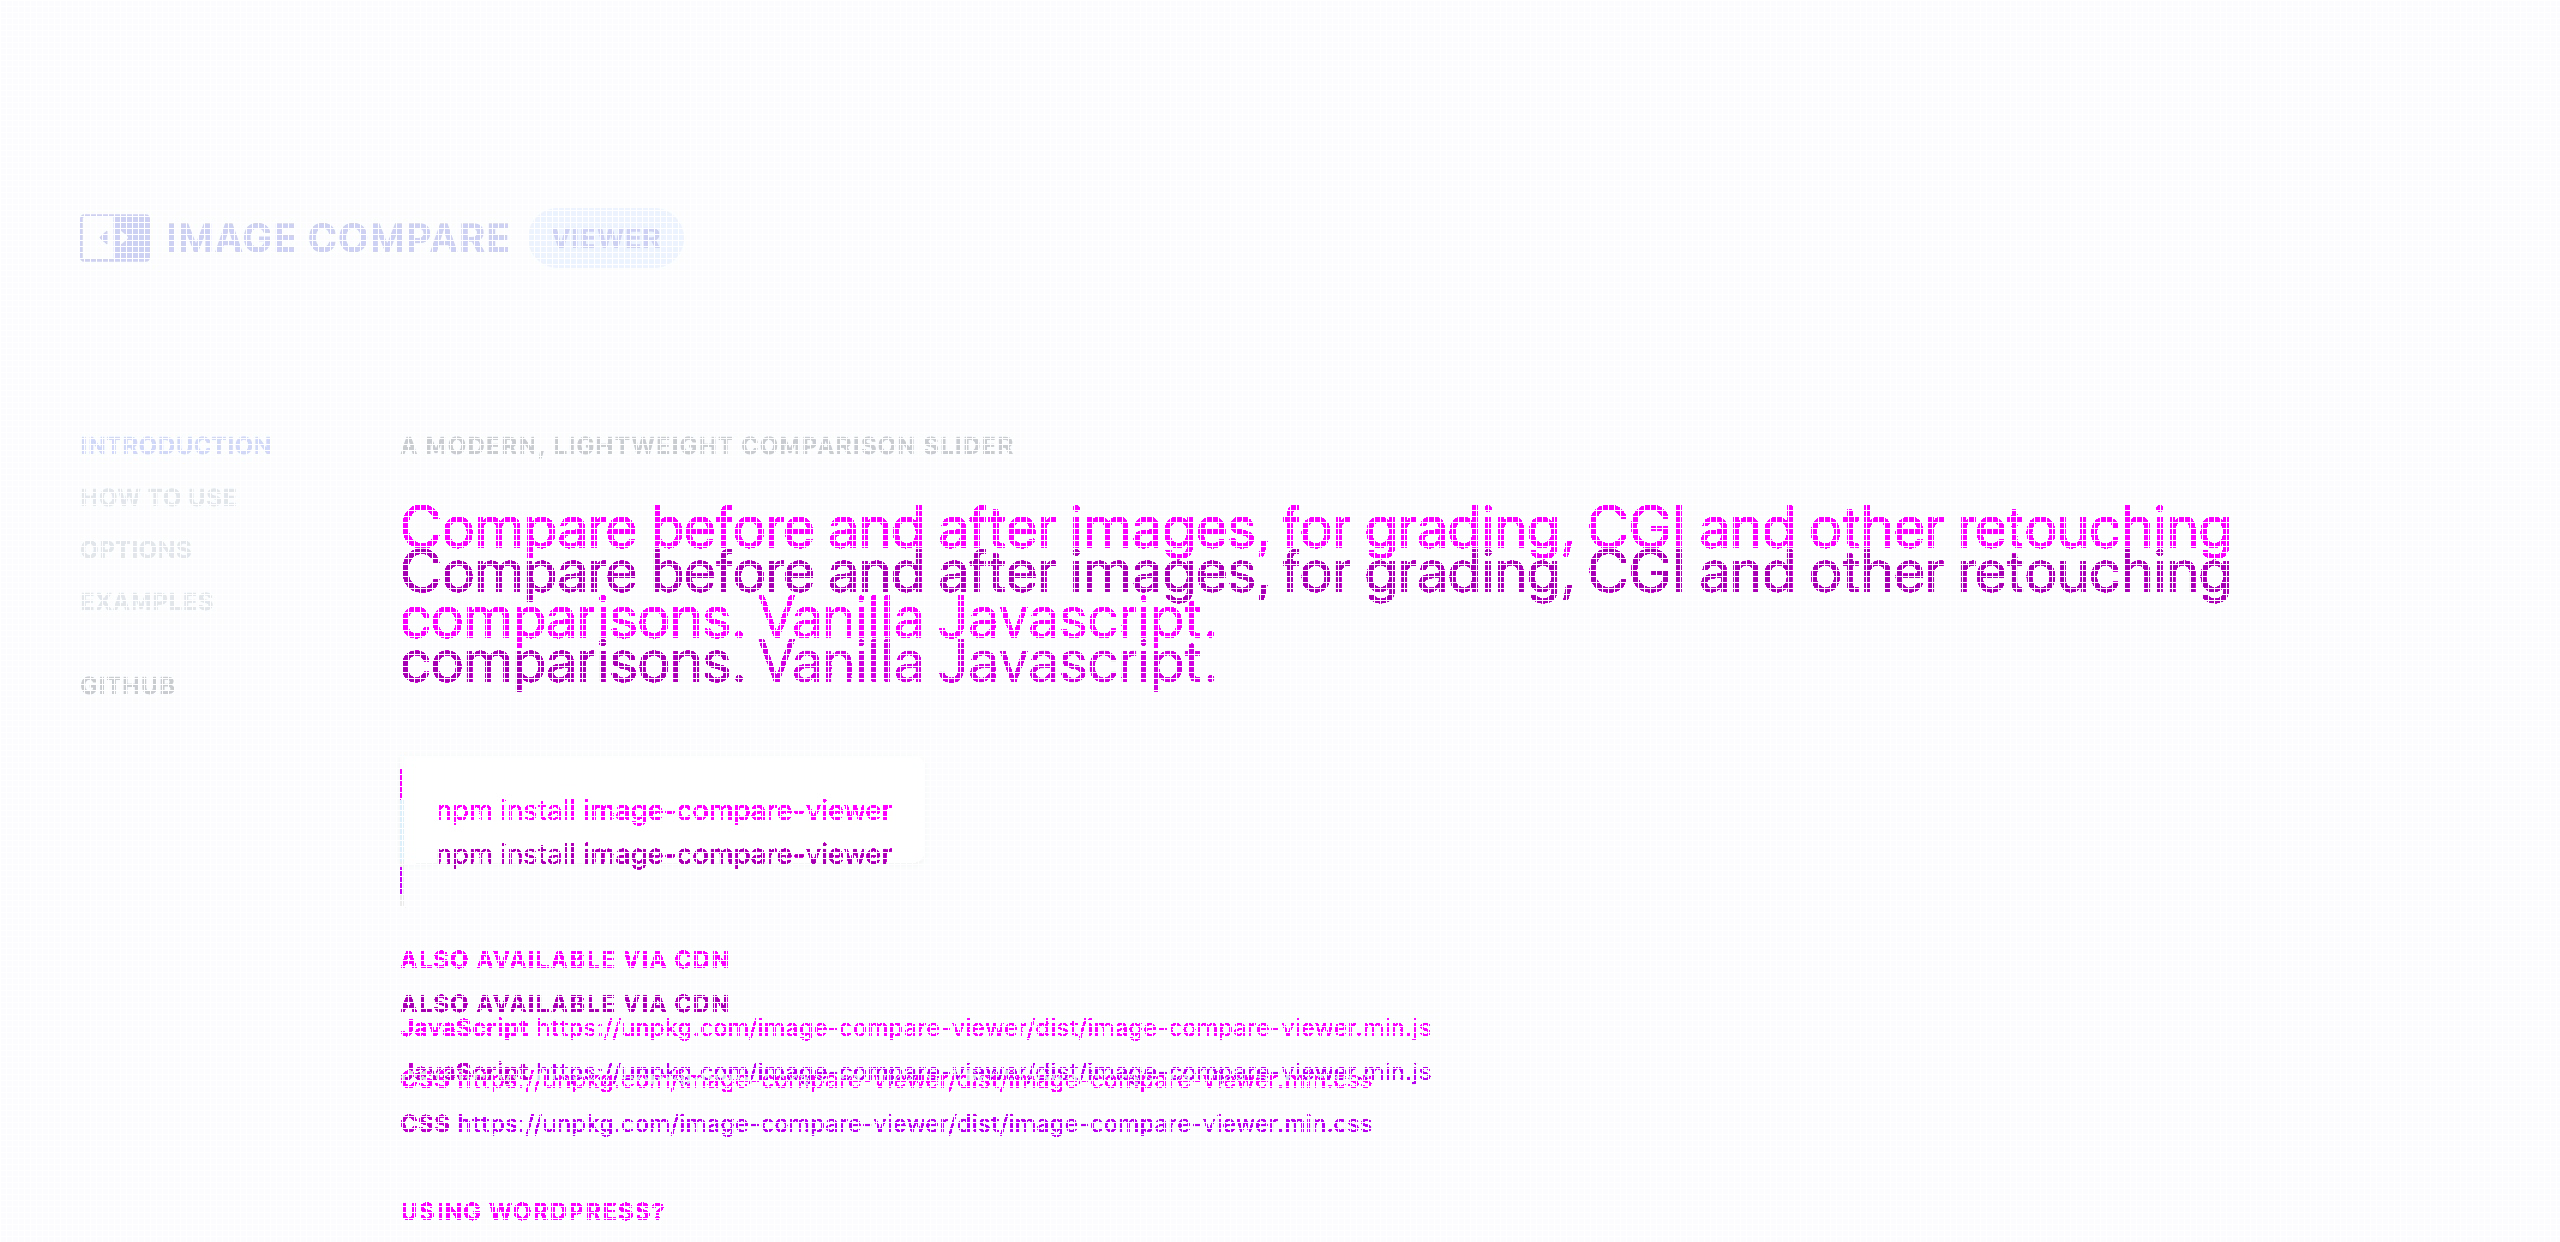 IMAGE COMPARE VIEWER
INTRODUCTION
HOW TO USE
OPTIONS
EXAMPLES
GITHUB
A MODERN, LIGHTWEIGHT COMPARISON SLIDER
Compare before and after images, for grading, CGI and other retouching
Compare before and after images, for grading, CGI and other retouching
comparisons. Vanilla Javascript.
comparisons. Vanilla Javascript.
npm install image-compare-viewer
npm install image-compare-viewer
ALSO AVAILABLE VIA CDN
ALSO AVAILABLE VIA CDN
JavaScript https://unpkg.com/image-compare-viewer/dist/image-compare-viewer.min.js
JavaScript https://unpkg.com/image-compare-viewer/dist/image-compare-viewer.min.js
CSS https://unpkg.com/image-compare-viewer/dist/image-compare-viewer.min.css
CSS https://unpkg.com/image-compare-viewer/dist/image-compare-viewer.min.css
USING WORDPRESS?